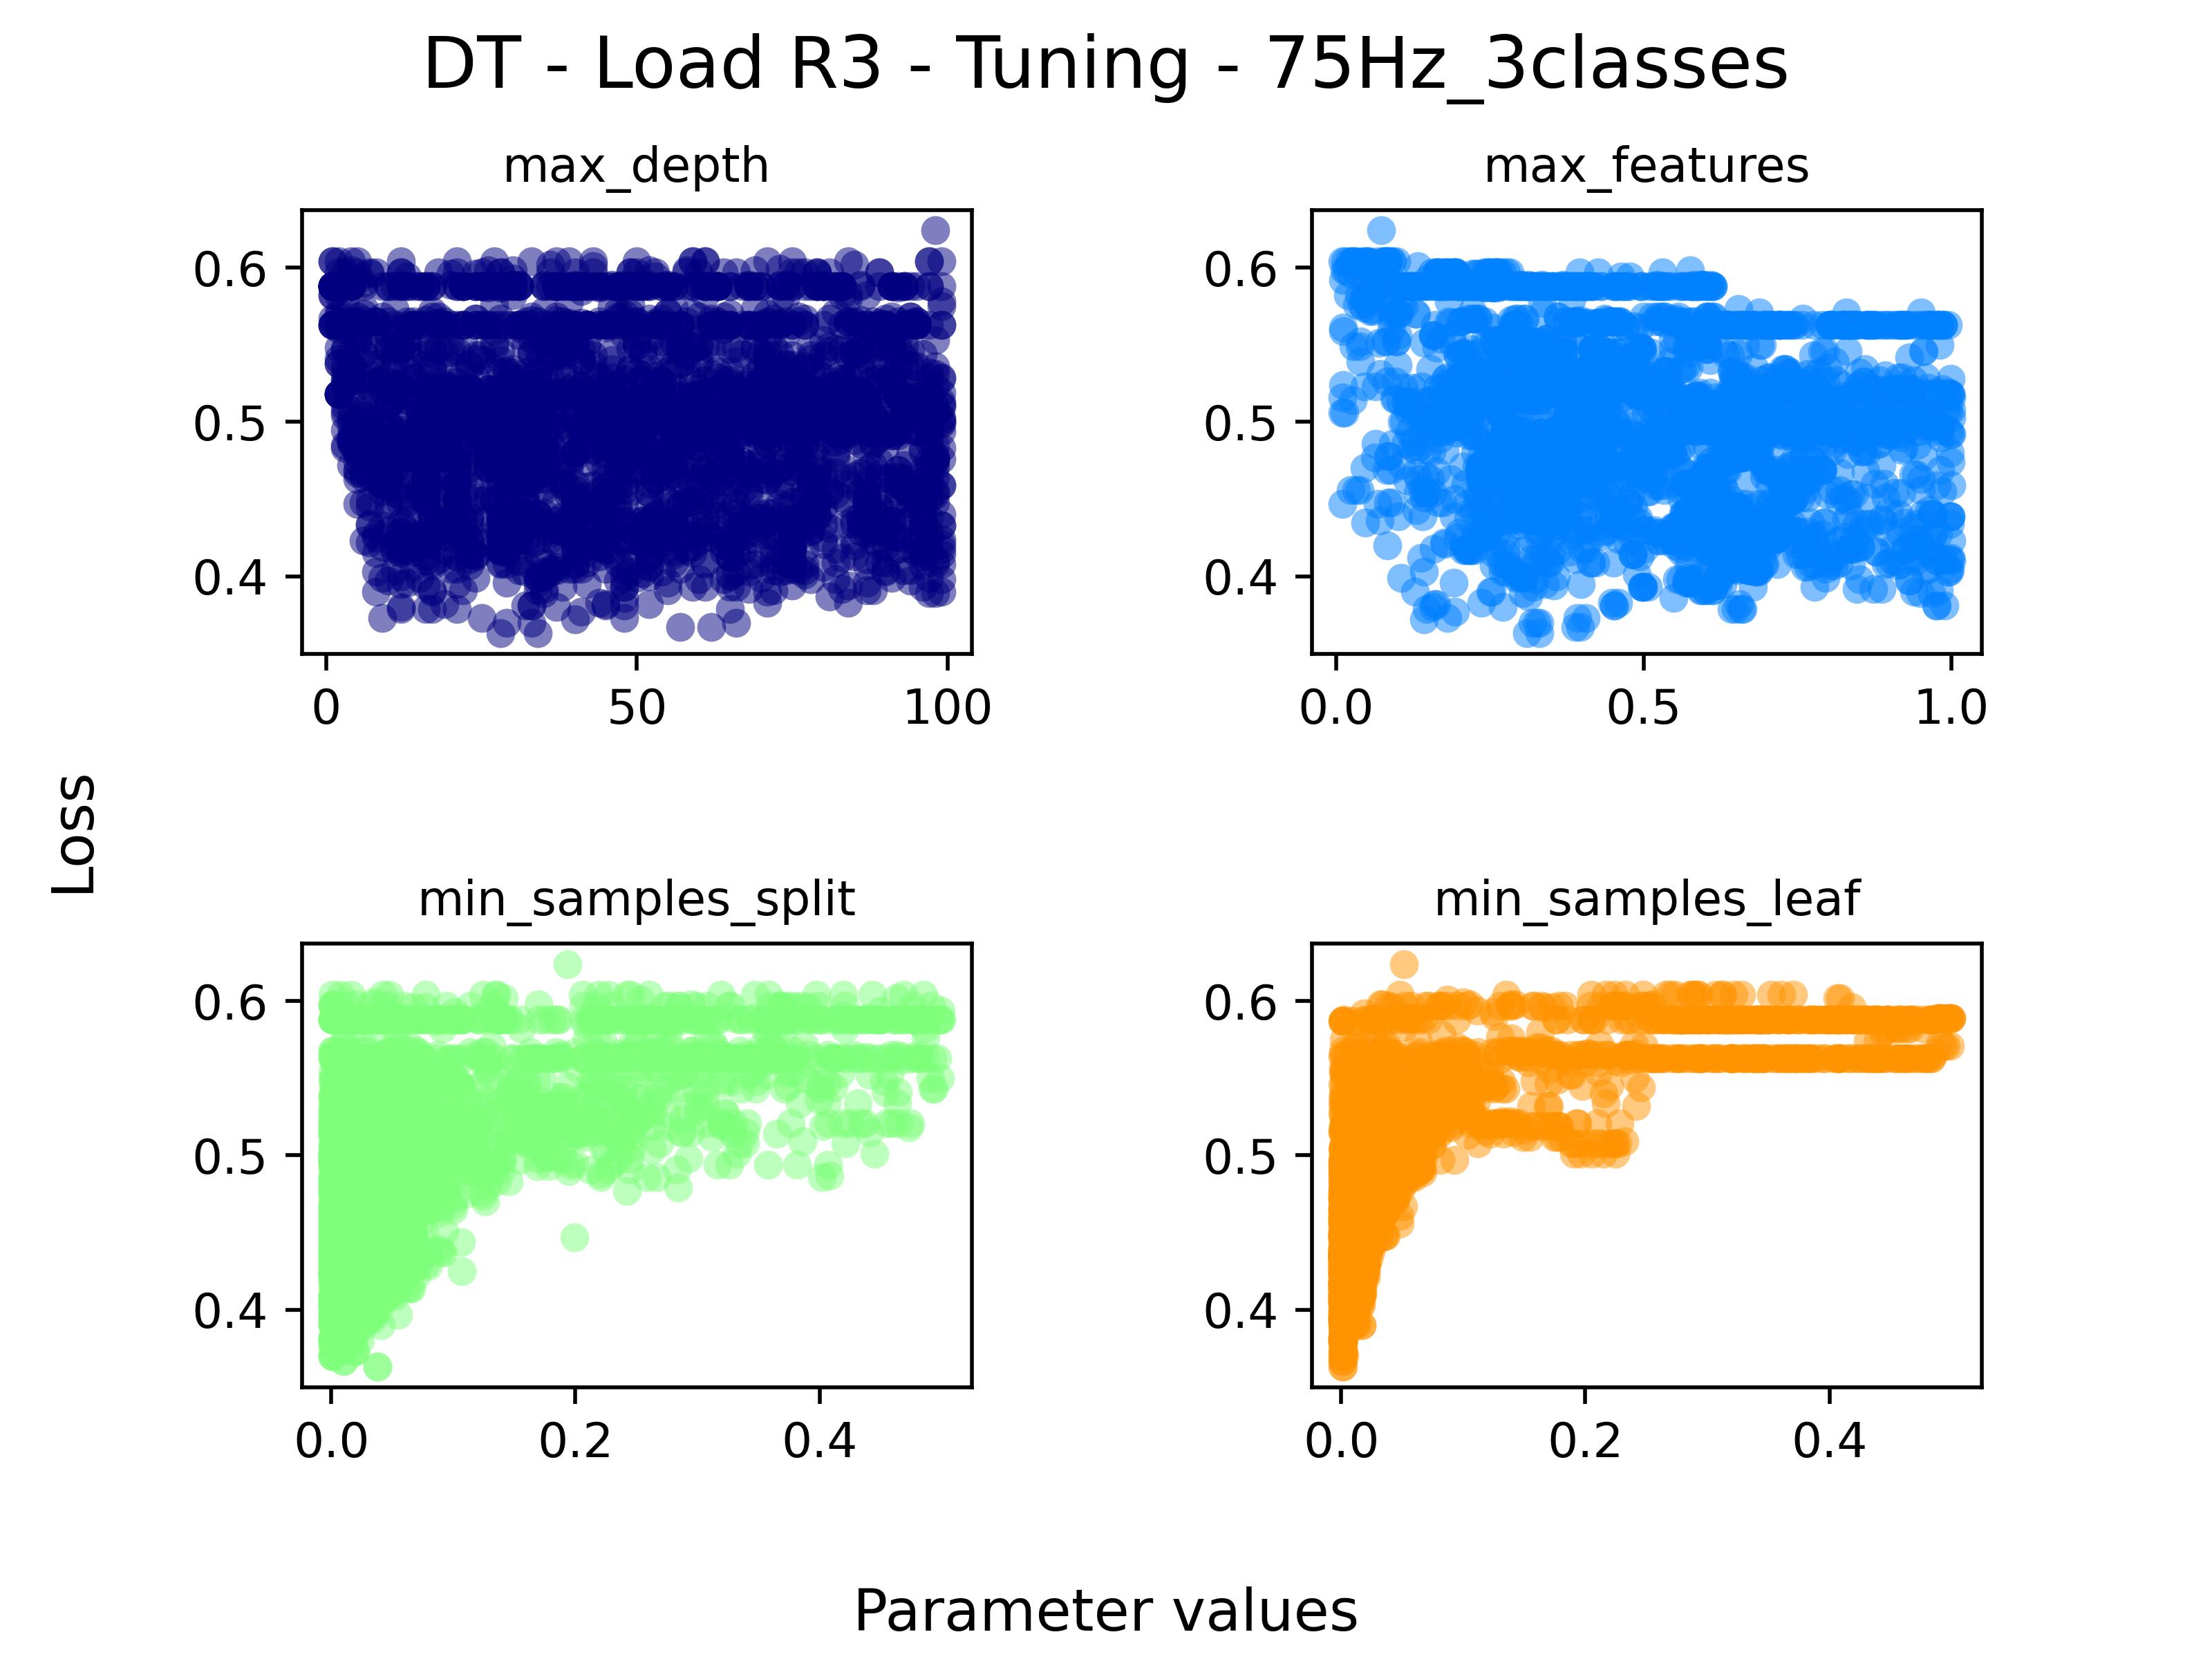 DT - Load R3 - Tuning - 75Hz_3classes
max_depth
max_features
0.6
0.5
0.4
0 50 100
0.6
0.5
0.4
0.0 0.5 1.0
Loss
min_samples_split
min_samples_leaf
0.6
0.5
0.4
0.0 0.2 0.4
0.6
0.5
0.4
0.0 0.2 0.4
Parameter values